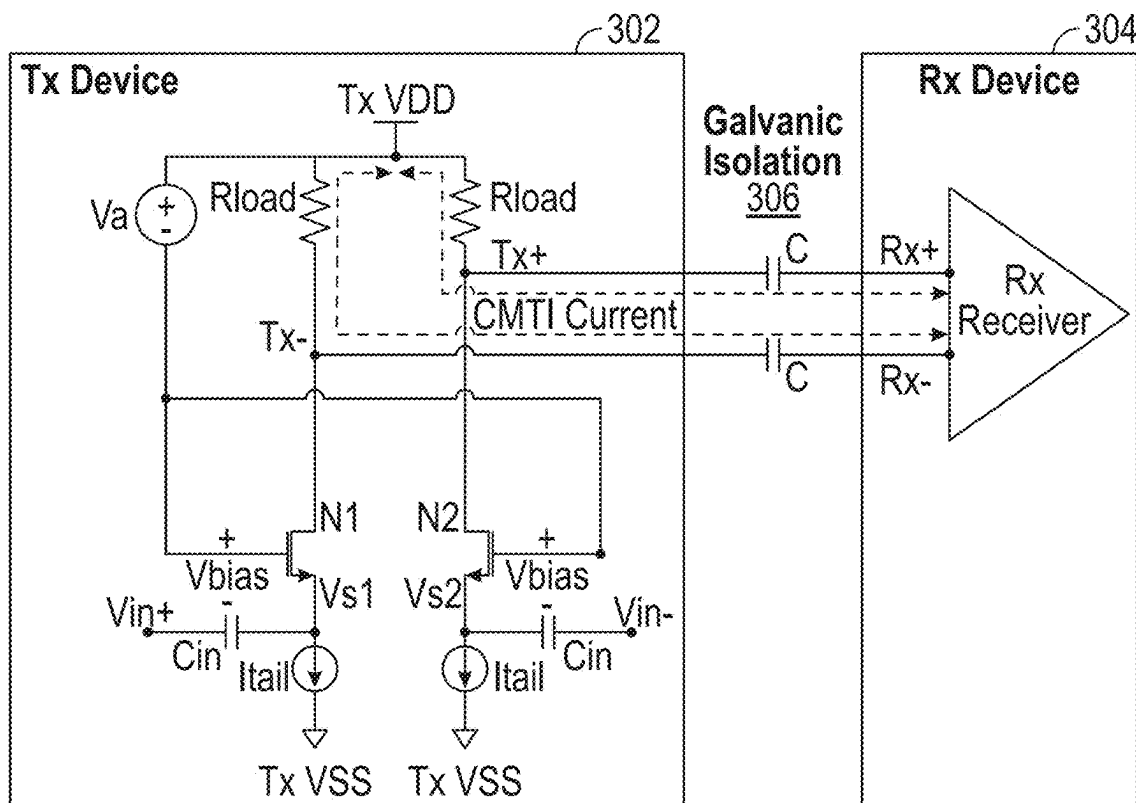 302
304
Tx Device
Rx Device
Tx VDD
Galvanic
Isolation
306
Va
+
-
Rload
Rload
Tx+
C
Rx+
CMTI Current
Rx
Receiver
Tx-
C
Rx-
N1
N2
+
Vbias
-
+
Vbias
-
Vs1
Vs2
Vin+
Vin-
Cin
Itail
Itail
Cin
Tx VSS
Tx VSS